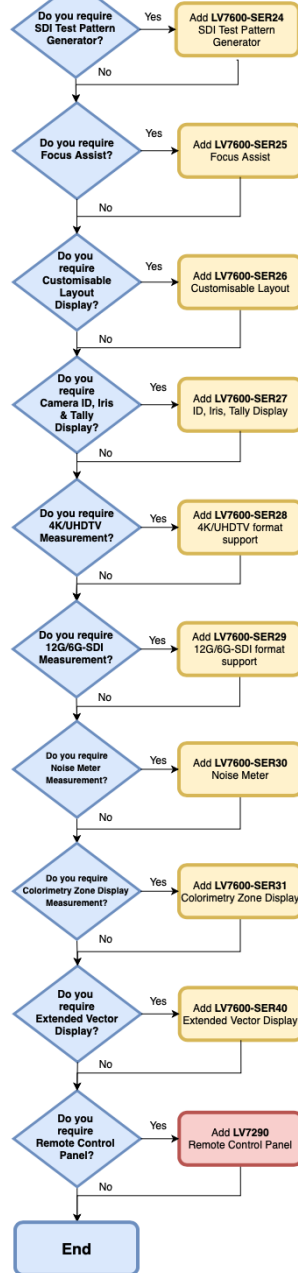 Do you require
SDI Test Pattern
Generator?
Yes
Add LV7600-SER24
SDI Test Pattern
Generator
No
Do you require
Focus Assist?
Yes
Add LV7600-SER25
Focus Assist
No
Do you
require
Customisable
Layout
Display?
Yes
Add LV7600-SER26
Customisable Layout
No
Do you
require
Camera ID, Iris
& Tally
Display?
Yes
Add LV7600-SER27
ID, Iris, Tally Display
No
Do you
require
4K/UHDTV
Measurement?
Yes
Add LV7600-SER28
4K/UHDTV format
support
No
Do you require
12G/6G-SDI
Measurement?
Yes
Add LV7600-SER29
12G/6G-SDI format
support
No
Do you require
Noise Meter
Measurement?
Yes
Add LV7600-SER30
Noise Meter
No
Do you require
Colorimetry Zone Display
Measurement?
Yes
Add LV7600-SER31
Colorimetry Zone Display
No
Do you
require
Extended Vector
Display?
Yes
Add LV7600-SER40
Extended Vector Display
No
Do you
require
Remote Control
Panel?
Yes
Add LV7290
Remote Control Panel
No
End